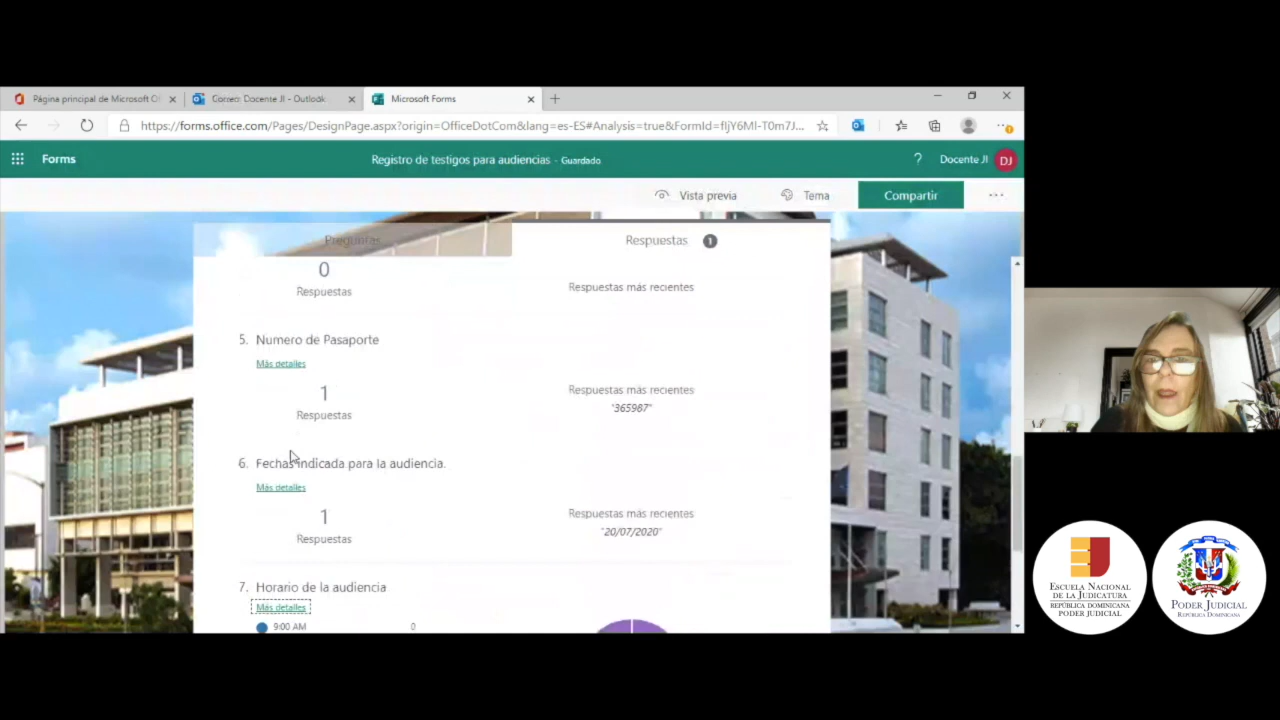 Página principal de Microsoft Of
Correo: Docente JI - Outlook
Microsoft Forms
https://forms.office.com/Pages/DesignPage.aspx?origin=OfficeDotCom&lang=es-ES#Analysis=true&FormId=fIjY6MI-T0m7J...
Forms
Registro de testigos para audiencias - Guardado
?
Docente JI
DJ
Vista previa
Tema
Compartir
...
Preguntas
Respuestas 1
0
Respuestas
Respuestas más recientes
5. Numero de Pasaporte
Más detalles
1
Respuestas
Respuestas más recientes
"365987"
6. Fechas indicada para la audiencia.
Más detalles
1
Respuestas
Respuestas más recientes
"20/07/2020"
7. Horario de la audiencia
Más detalles
9:00 AM 0
ESCUELA NACIONAL
DE LA JUDICATURA
REPÚBLICA DOMINICANA
PODER JUDICIAL
PODER JUDICIAL
REPÚBLICA DOMINICANA